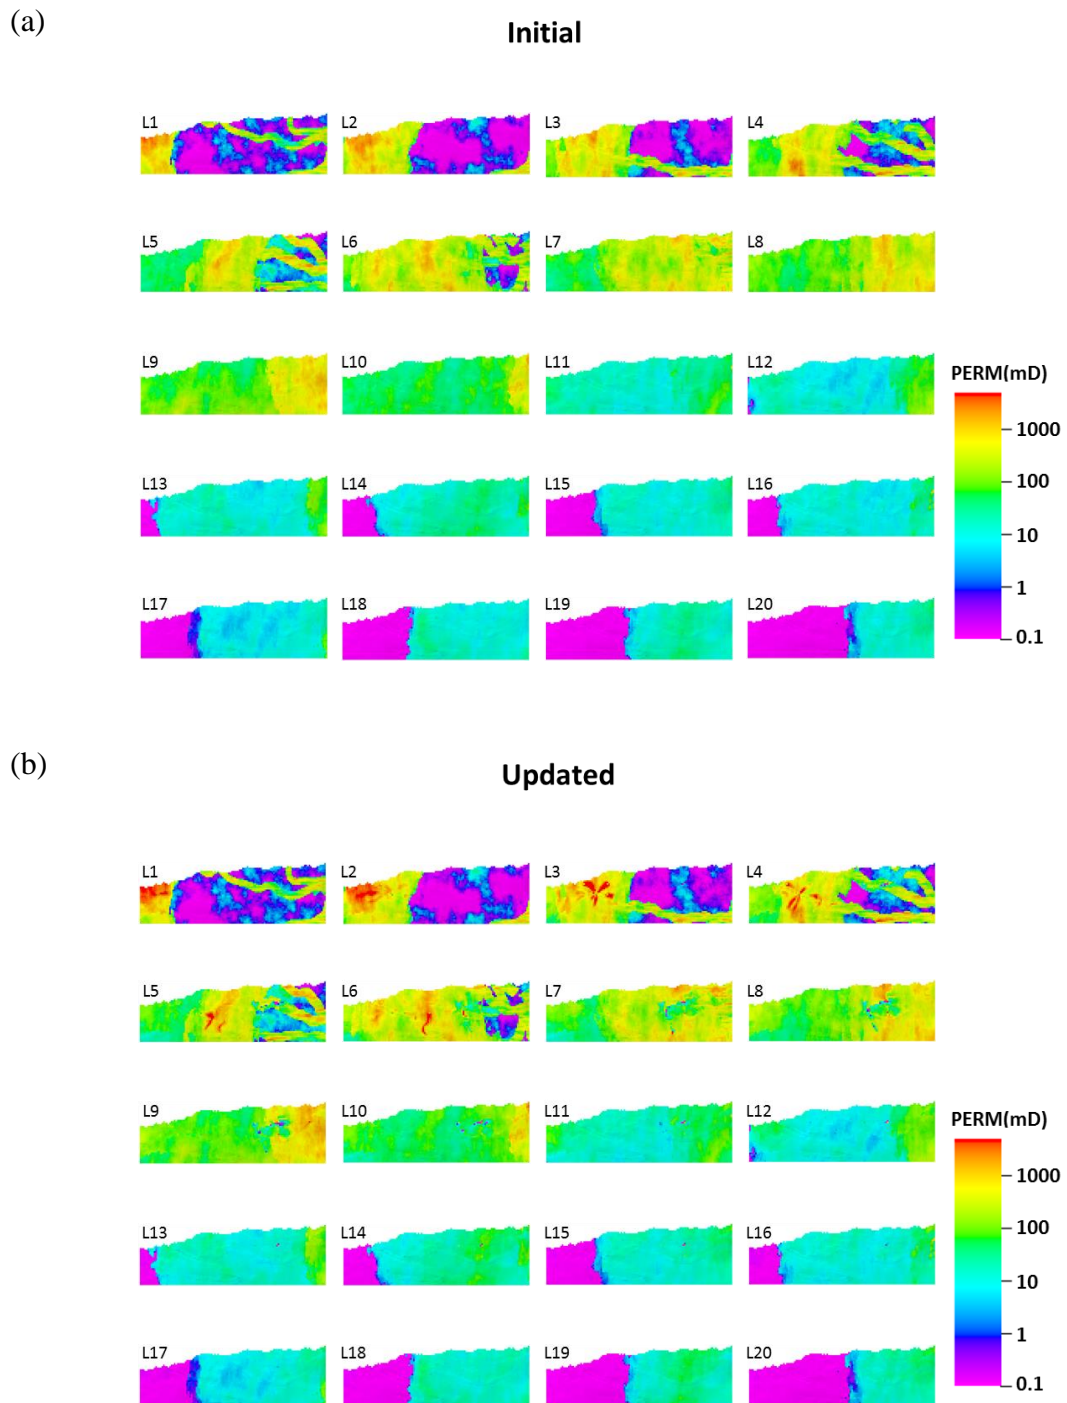 (a)
Initial
L1 L2 L3 L4
L5 L6 L7 L8
L9 L10 L11 L12
PERM(mD)
1000
100
10
1
0.1
L13 L14 L15 L16
L17 L18 L19 L20
(b)
Updated
L1 L2 L3 L4
L5 L6 L7 L8
L9 L10 L11 L12
PERM(mD)
1000
100
10
1
0.1
L13 L14 L15 L16
L17 L18 L19 L20